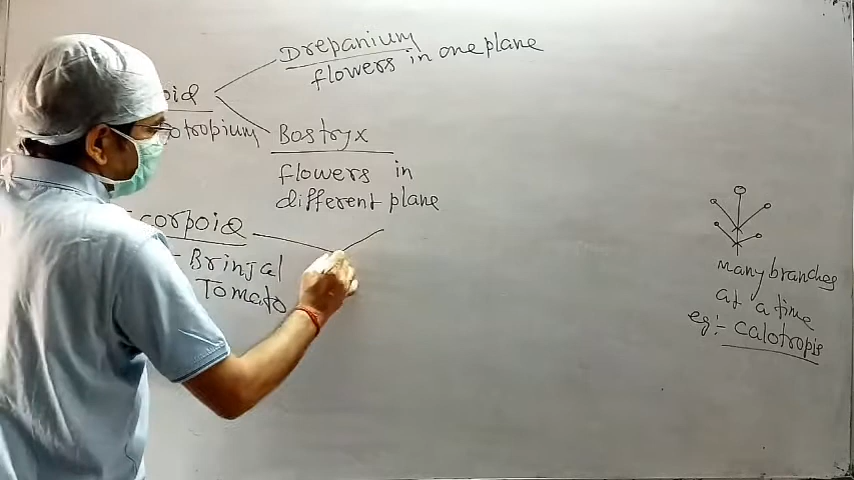 Drepanium
flowers in one plane
oid
otropium
Bostryx
flowers in
different plane
corpoid
- Brinjal
Tomato
many branches
at a time
eg:- Calotropis